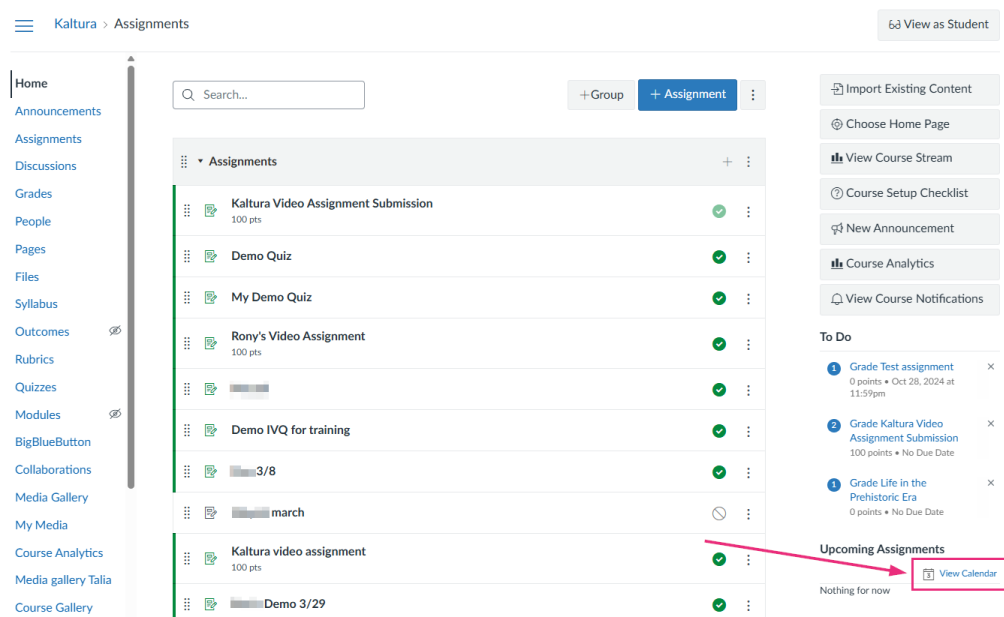 Kaltura > Assignments
View as Student
Home
Announcements
Assignments
Discussions
Grades
People
Pages
Files
Syllabus
Outcomes
Rubrics
Quizzes
Modules
BigBlueButton
Collaborations
Media Gallery
My Media
Course Analytics
Media gallery Talia
Course Gallery
Search...
+Group
+ Assignment
Assignments
Kaltura Video Assignment Submission
100 pts
Demo Quiz
My Demo Quiz
Rony's Video Assignment
100 pts
Demo IVQ for training
3/8
march
Kaltura video assignment
100 pts
Demo 3/29
Import Existing Content
Choose Home Page
View Course Stream
Course Setup Checklist
New Announcement
Course Analytics
View Course Notifications
To Do
1 Grade Test assignment
0 points • Oct 28, 2024 at
11:59pm
2 Grade Kaltura Video
Assignment Submission
100 points • No Due Date
1 Grade Life in the
Prehistoric Era
0 points • No Due Date
Upcoming Assignments
3 View Calendar
Nothing for now